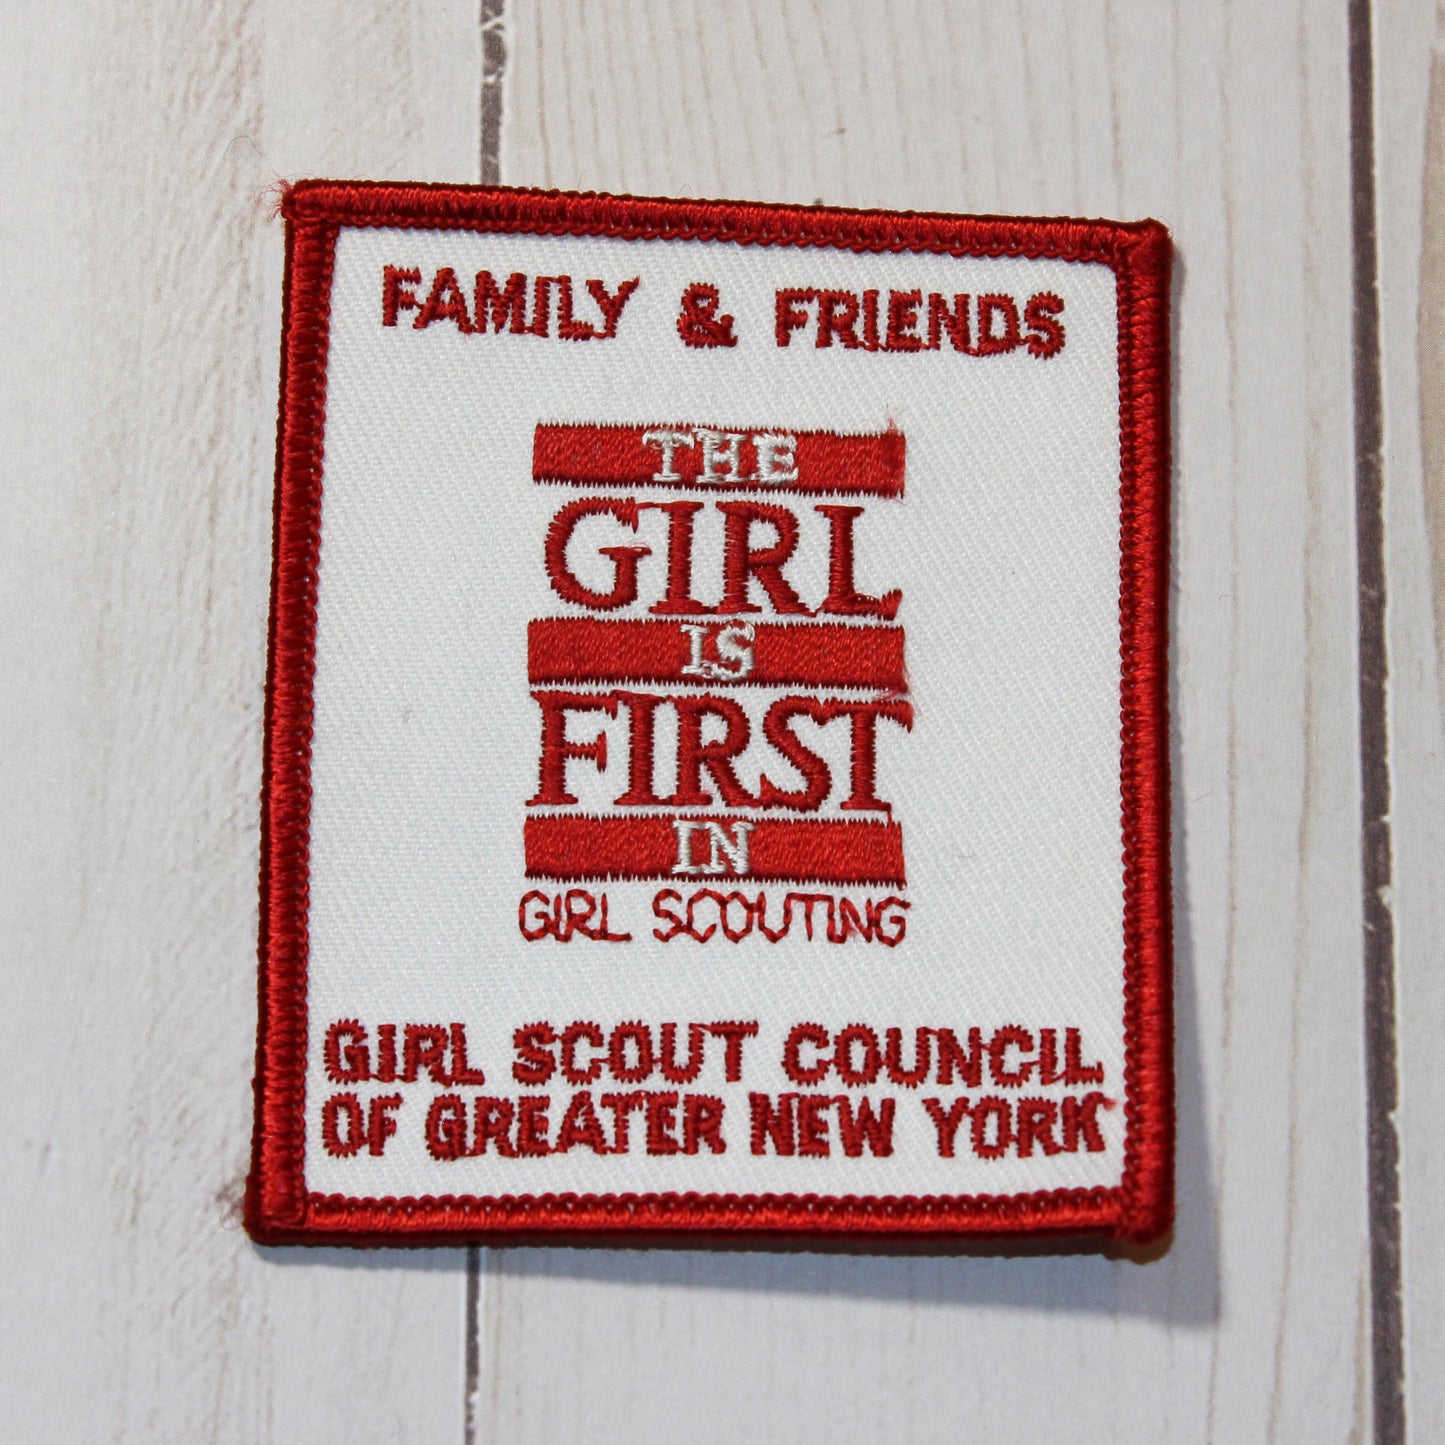 FAMILY & FRIENDS
THE
GIRL
IS
FIRST
IN
GIRL SCOUTING
GIRL SCOUT COUNCIL
OF GREATER NEW YORK